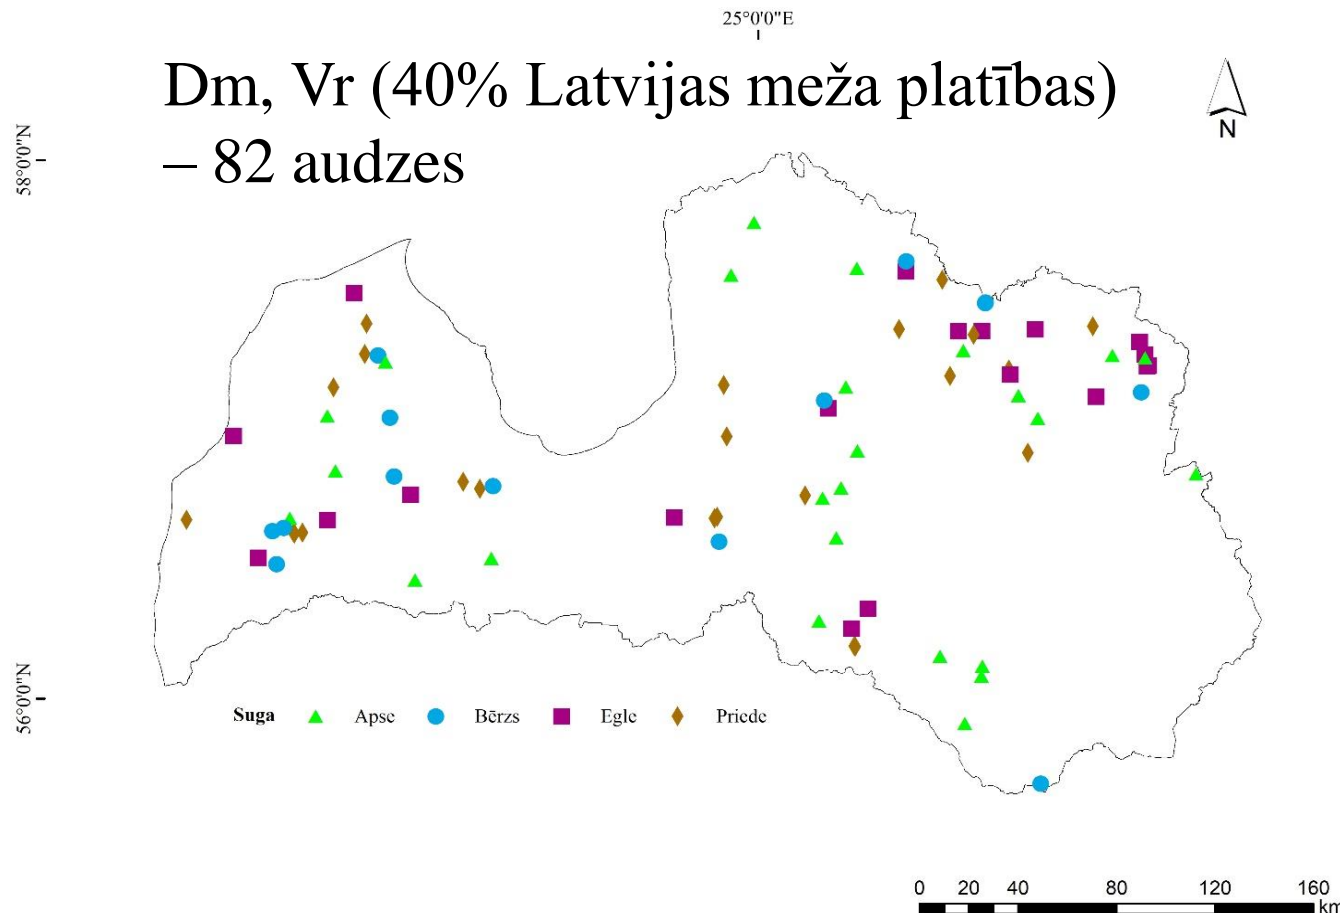 25°0'0"E
Dm, Vr (40% Latvijas meža platības)
– 82 audzes
N
58°0'0"N
56°0'0"N
Suga Apse Bērzs Egle Priede
0 20 40 80 120 160
km